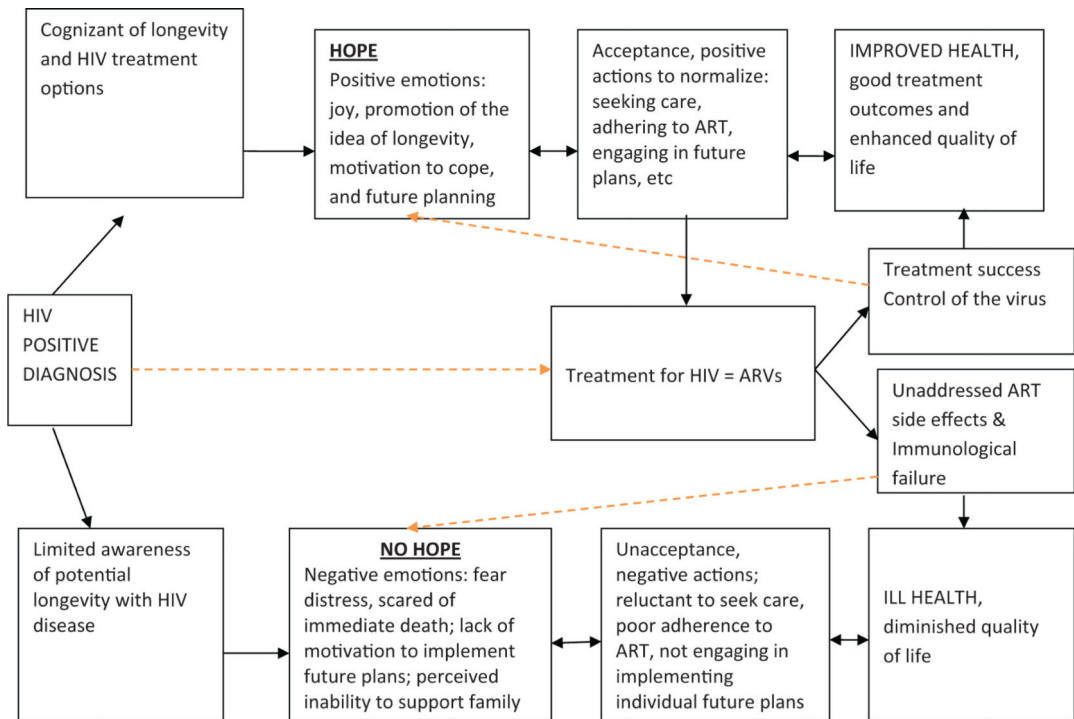 Cognizant of longevity
and HIV treatment
options
HOPE
Positive emotions:
joy, promotion of the
idea of longevity,
motivation to cope,
and future planning
Acceptance, positive
actions to normalize:
seeking care,
adhering to ART,
engaging in future
plans, etc
IMPROVED HEALTH,
good treatment
outcomes and
enhanced quality of
life
HIV
POSITIVE
DIAGNOSIS
Treatment for HIV = ARVs
Treatment success
Control of the virus
Unaddressed ART
side effects &
Immunological
failure
Limited awareness
of potential
longevity with HIV
disease
NO HOPE
Negative emotions: fear
distress, scared of
immediate death; lack of
motivation to implement
future plans; perceived
inability to support family
Unacceptance,
negative actions;
reluctant to seek care,
poor adherence to
ART, not engaging in
implementing
individual future plans
ILL HEALTH,
diminished quality
of life